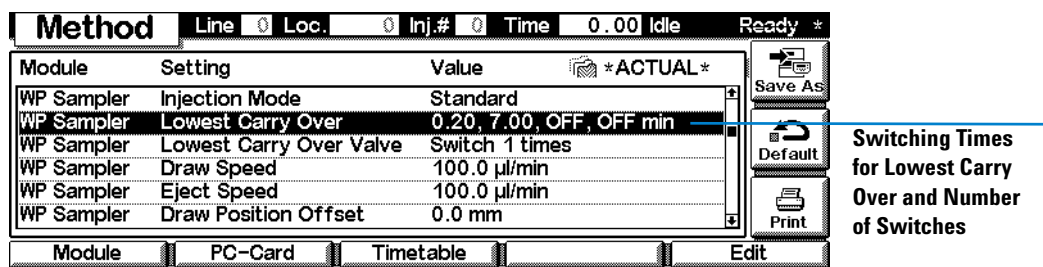 Method Line 0 Loc. 0 Inj.# 0 Time 0.00 Idle Ready *
Module Setting Value *ACTUAL*
WP Sampler Injection Mode Standard
WP Sampler Lowest Carry Over 0.20, 7.00, OFF, OFF min
WP Sampler Lowest Carry Over Valve Switch 1 times
WP Sampler Draw Speed 100.0 µl/min
WP Sampler Eject Speed 100.0 µl/min
WP Sampler Draw Position Offset 0.0 mm
Save As
Default
Print
Module PC-Card Timetable Edit
Switching Times
for Lowest Carry
Over and Number
of Switches